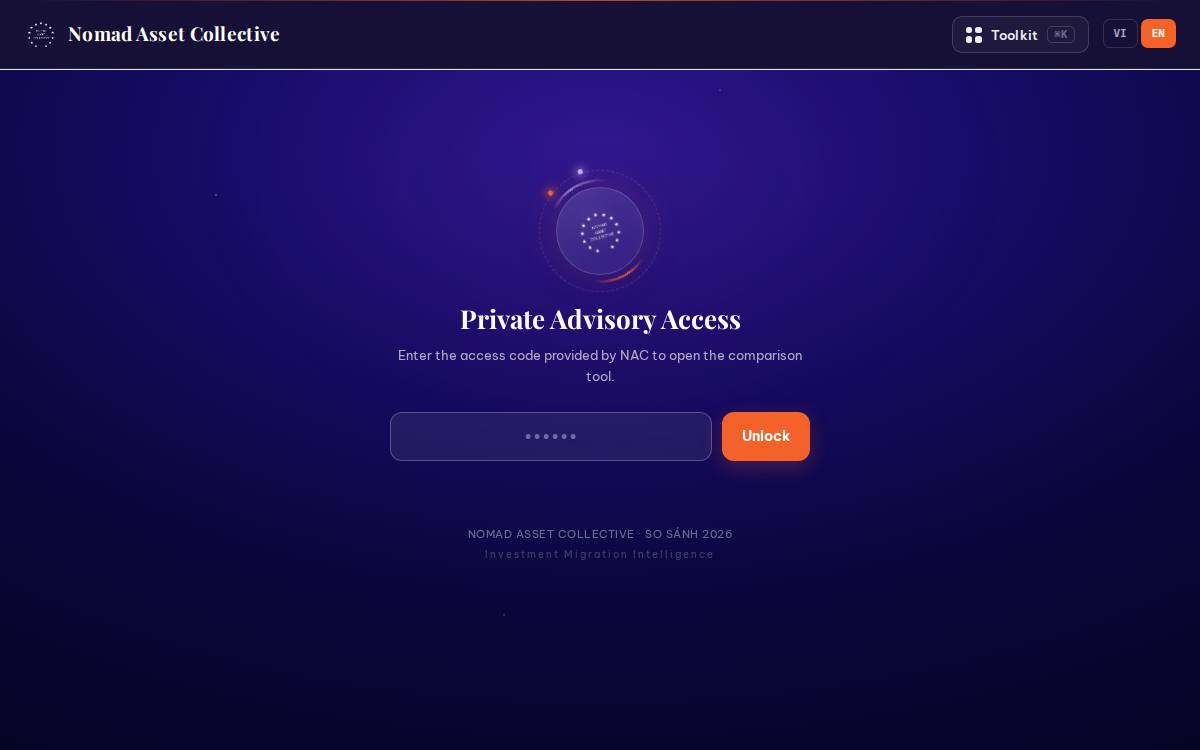 Nomad Asset Collective
Toolkit ⌘K
VI
EN
Private Advisory Access
Enter the access code provided by NAC to open the comparison
tool.
Unlock
NOMAD ASSET COLLECTIVE · SO SÁNH 2026
Investment Migration Intelligence